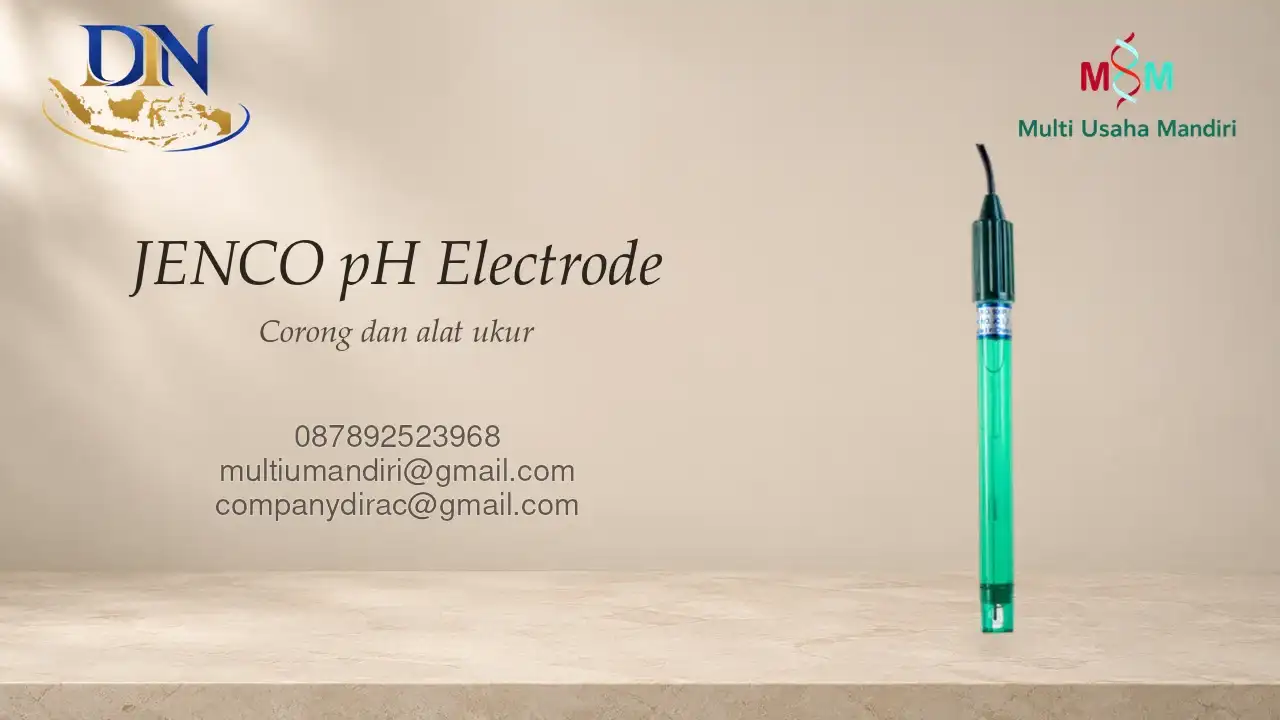 DN
MSM
Multi Usaha Mandiri
JENCO pH Electrode
Corong dan alat ukur
087892523968
multiumandiri@gmail.com
companydirac@gmail.com